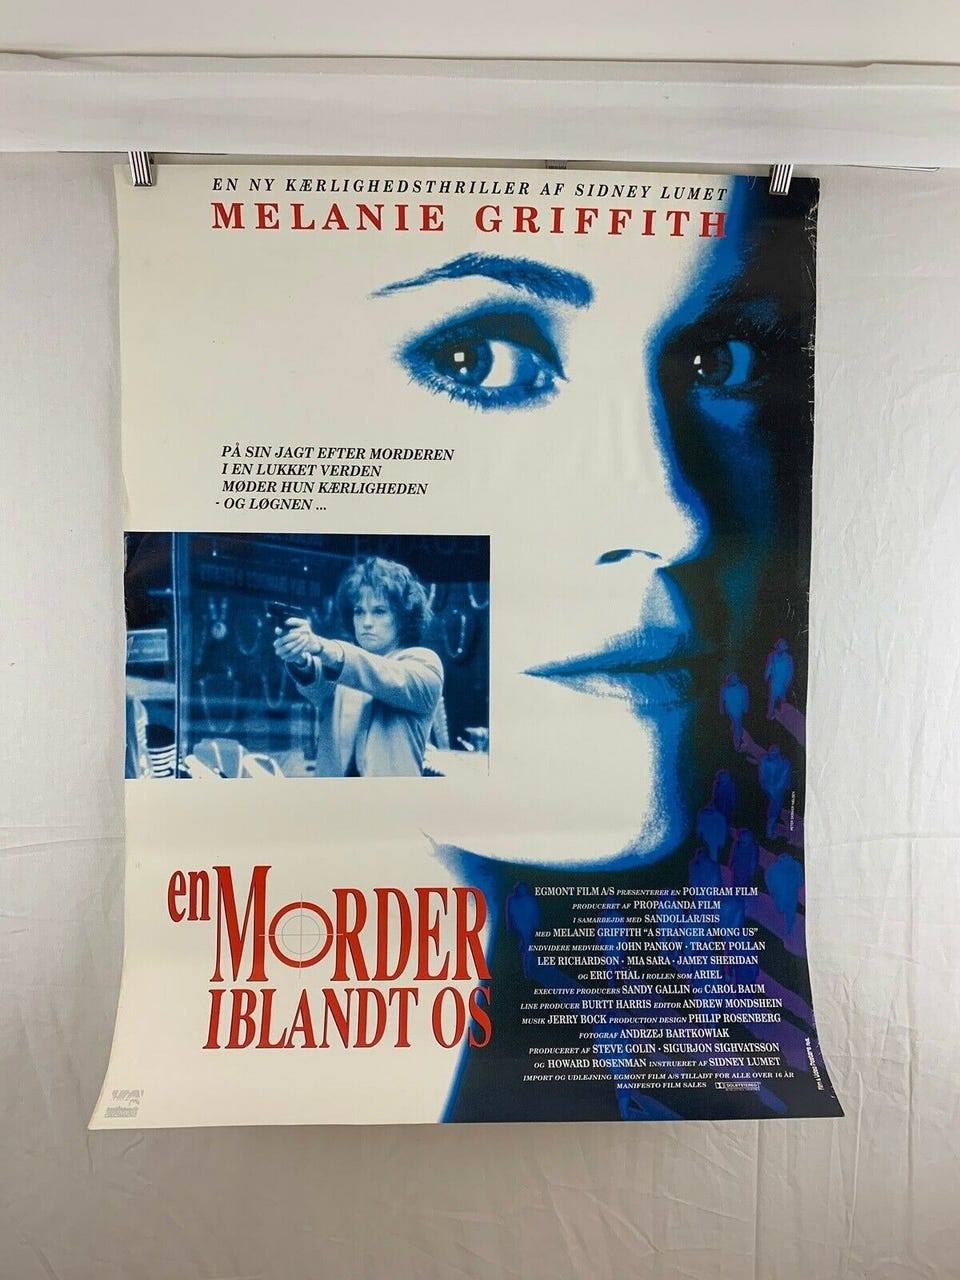 EN NY KÆRLIGHEDSTHRILLER AF SIDNEY LUMET
MELANIE GRIFFITH
PÅ SIN JAGT EFTER MORDEREN
I EN LUKKET VERDEN
MØDER HUN KÆRLIGHEDEN
- OG LØGNEN ...
en MORDER
IBLANDT OS
EGMONT FILM A/S PRÆSENTERER EN POLYGRAM FILM
PRODUCERET AF PROPAGANDA FILM
I SAMARBEJDE MED SANDOLLAR/ISIS
MED MELANIE GRIFFITH "A STRANGER AMONG US"
ENDVIDERE MEDVIRKER JOHN PANKOW · TRACEY POLLAN
LEE RICHARDSON · MIA SARA · JAMEY SHERIDAN
OG ERIC THAL I ROLLEN SOM ARIEL
EXECUTIVE PRODUCERS SANDY GALLIN OG CAROL BAUM
LINE PRODUCER BURTT HARRIS EDITOR ANDREW MONDSHEIN
MUSIK JERRY BOCK PRODUCTION DESIGN PHILIP ROSENBERG
FOTOGRAF ANDRZEJ BARTKOWIAK
PRODUCERET AF STEVE GOLIN · SIGURJON SIGHVATSSON
OG HOWARD ROSENMAN INSTRUERET AF SIDNEY LUMET
IMPORT OG UDLEJNING EGMONT FILM A/S TILLADT FOR ALLE OVER 16 ÅR
MANIFESTO FILM SALES DOLBY STEREO